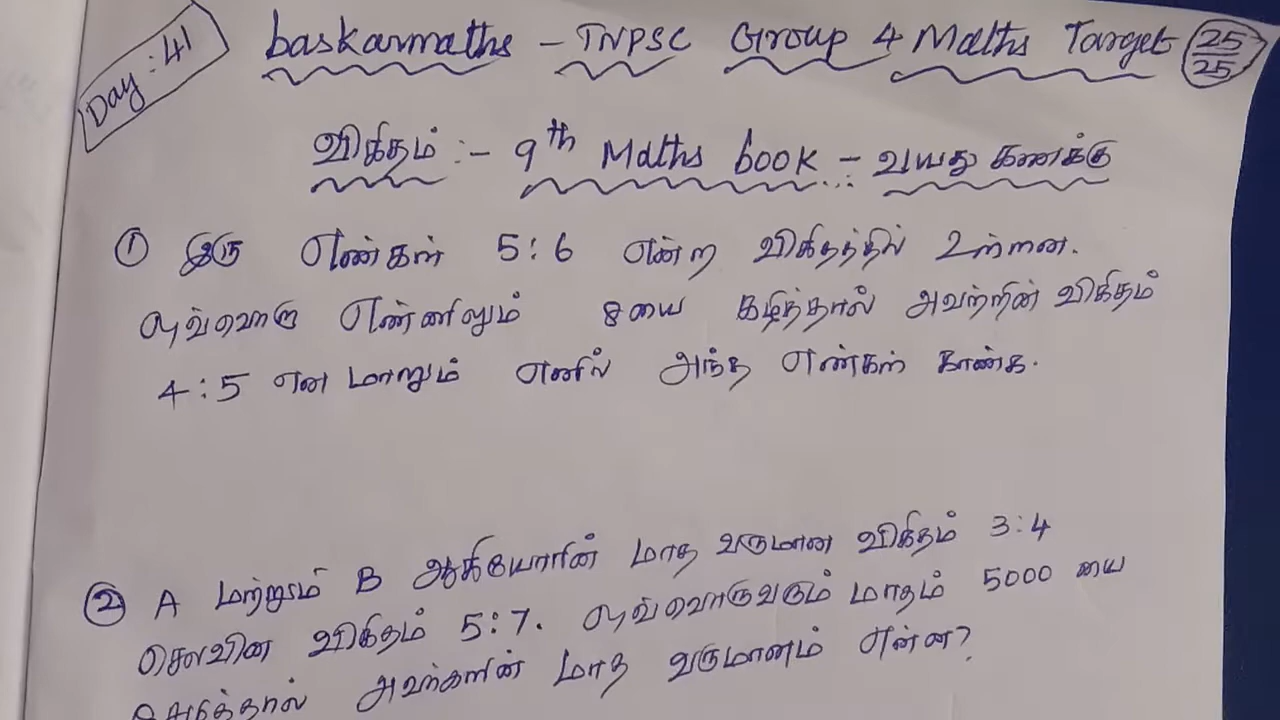 Day : 41
baskarmaths - TNPSC Group 4 Maths Target 25/25
விகிதம் :- 9th Maths book - வயது கணக்கு
① இரு எண்கள் 5 : 6 என்ற விகிதத்தில் உள்ளன.
ஒவ்வொரு எண்ணிலும் 8யை கழித்தால் அவற்றின் விகிதம்
4 : 5 என மாறும் எனில் அந்த எண்கள் காண்க.
② A மற்றும் B ஆகியோரின் மாத வருமான விகிதம் 3:4
செலவின விகிதம் 5:7. ஒவ்வொருவரும் மாதம் 5000 யை
அவர்களின் மாத வருமானம் என்ன?